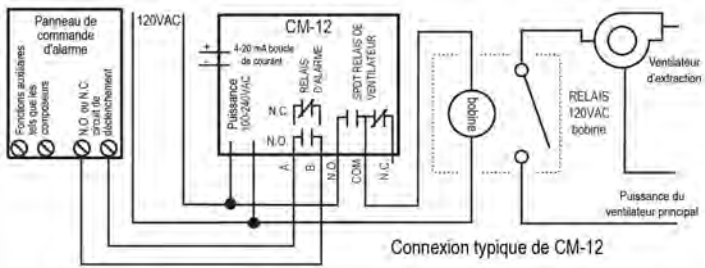 Panneau de
commande
d'alarme
Fonctions auxiliaires
tels que les
composeurs
N.O. ou N.C.
circuit de
déclenchement
120VAC
CM-12
+
-
4-20 mA boucle
de courant
Puissance
100-240VAC
RELAIS
D'ALARME
N.C.
N.O.
SPDT RELAIS DE
VENTILATEUR
A
B
N.O.
COM
N.C.
bobine
RELAIS
120VAC
bobine
Ventilateur
d'extraction
Puissance du
ventilateur principal
Connexion typique de CM-12